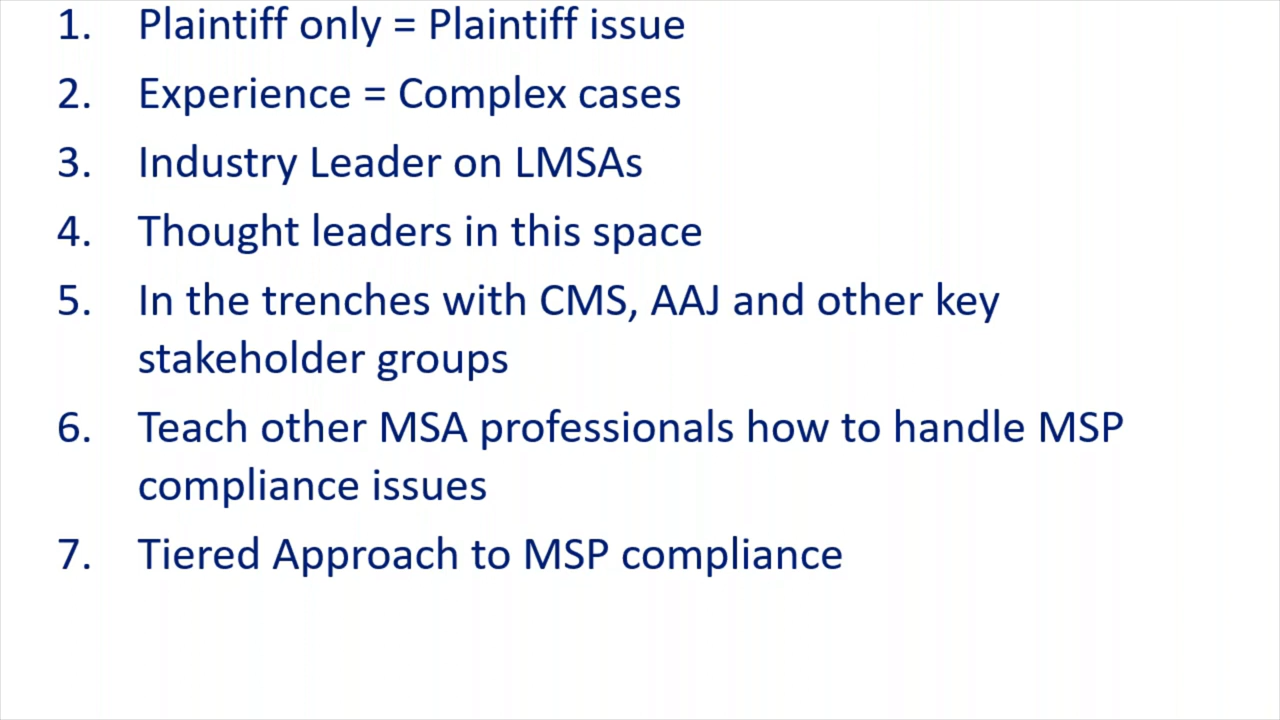 1. Plaintiff only = Plaintiff issue
2. Experience = Complex cases
3. Industry Leader on LMSAs
4. Thought leaders in this space
5. In the trenches with CMS, AAJ and other key
stakeholder groups
6. Teach other MSA professionals how to handle MSP
compliance issues
7. Tiered Approach to MSP compliance